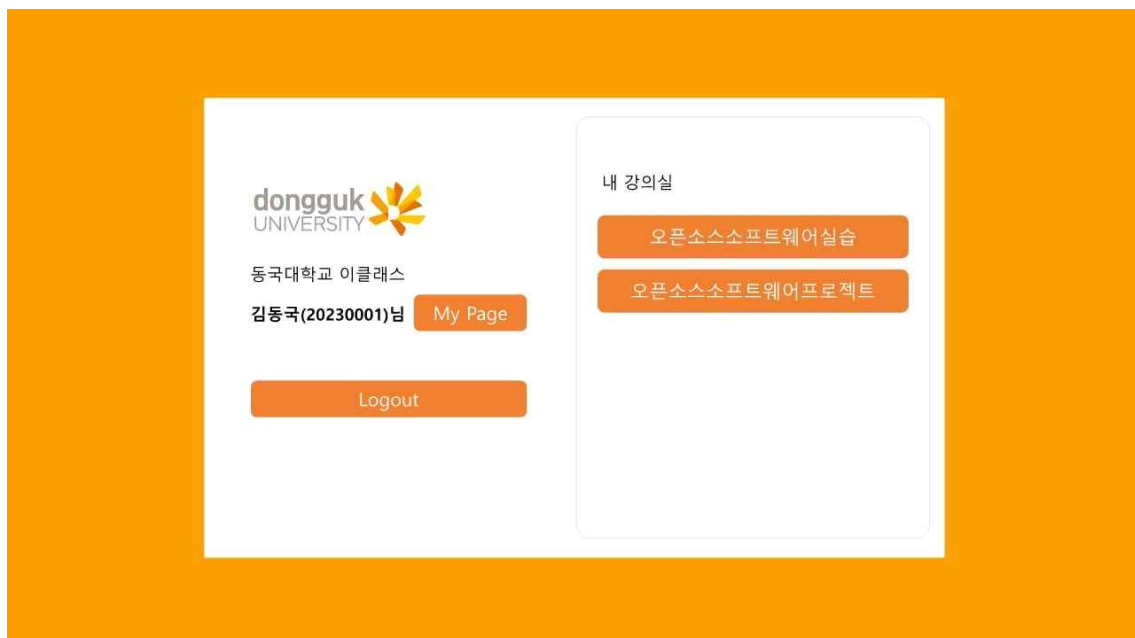 dongguk
UNIVERSITY
동국대학교 이클래스
김동국(20230001)님 My Page
Logout
내 강의실
오픈소스소프트웨어실습
오픈소스소프트웨어프로젝트